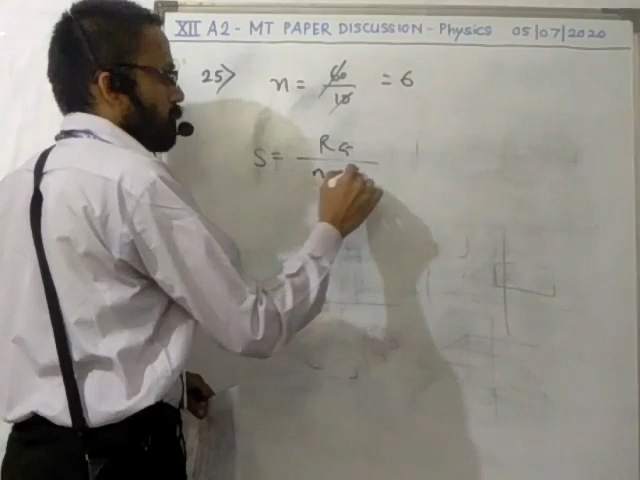 XII A2 - MT PAPER DISCUSSION - Physics 05/07/2020
25> n = 60/10 = 6
S = RG/n